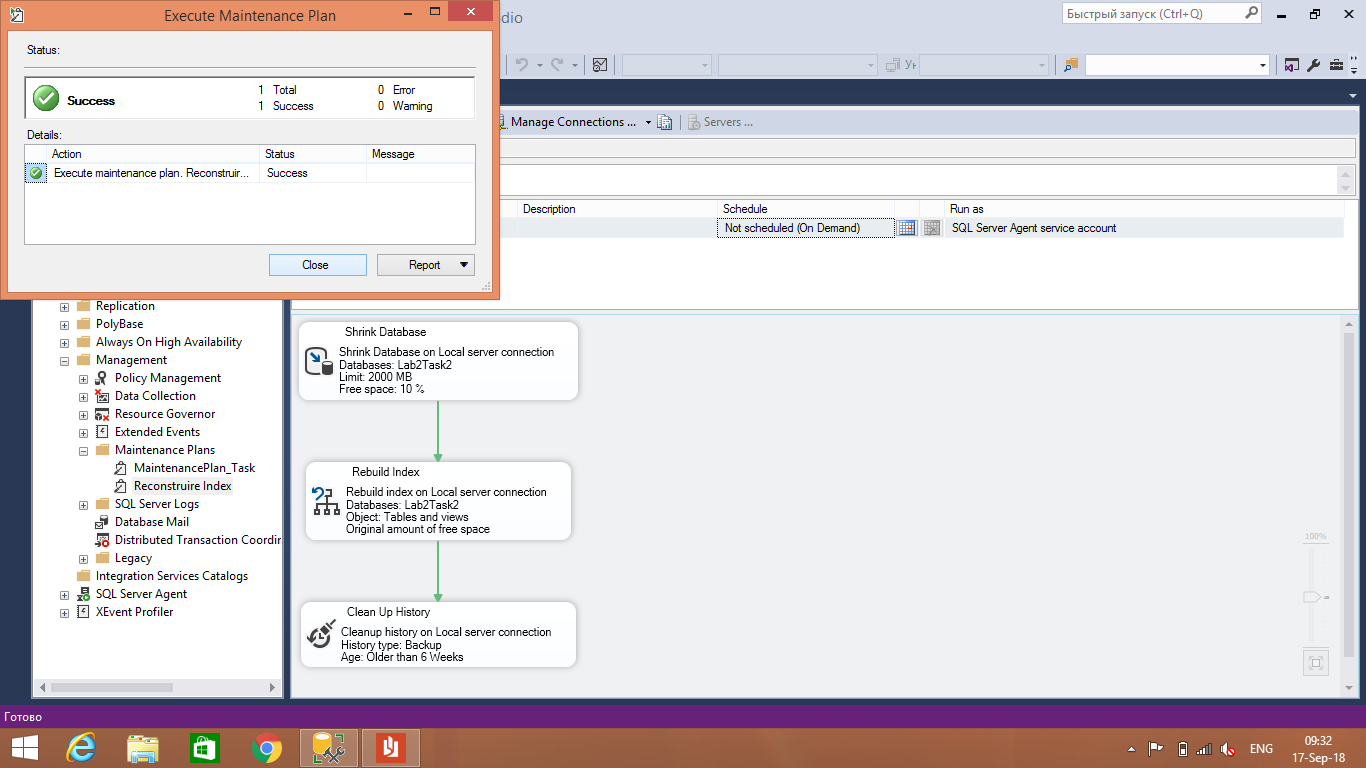 Execute Maintenance Plan
Status:
Success
1 Total 0 Error
1 Success 0 Warning
Details:
Action Status Message
Execute maintenance plan. Reconstruir... Success
Close Report
dio
Быстрый запуск (Ctrl+Q)
Manage Connections ... Servers ...
Description Schedule Run as
Not scheduled (On Demand) SQL Server Agent service account
Replication
PolyBase
Always On High Availability
Management
Policy Management
Data Collection
Resource Governor
Extended Events
Maintenance Plans
MaintenancePlan_Task
Reconstruire Index
SQL Server Logs
Database Mail
Distributed Transaction Coordin
Legacy
Integration Services Catalogs
SQL Server Agent
XEvent Profiler
Shrink Database
Shrink Database on Local server connection
Databases: Lab2Task2
Limit: 2000 MB
Free space: 10 %
Rebuild Index
Rebuild index on Local server connection
Databases: Lab2Task2
Object: Tables and views
Original amount of free space
Clean Up History
Cleanup history on Local server connection
History type: Backup
Age: Older than 6 Weeks
100%
Готово
ENG
09:32
17-Sep-18